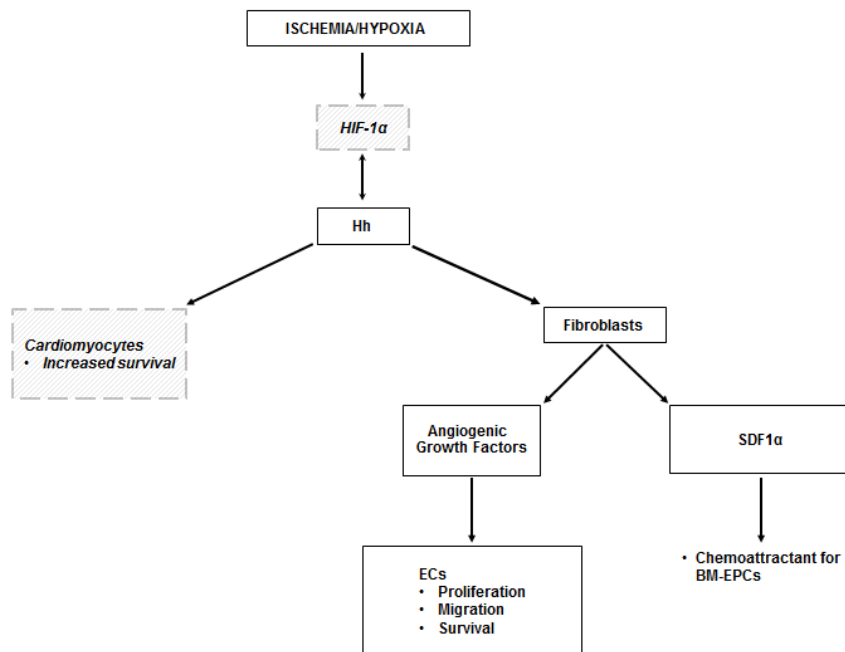 ISCHEMIA/HYPOXIA
HIF-1α
Hh
Cardiomyocytes
• Increased survival
Fibroblasts
Angiogenic
Growth Factors
SDF1α
ECs
• Proliferation
• Migration
• Survival
• Chemoattractant for
BM-EPCs